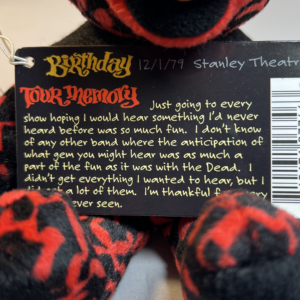 Birthday 12/1/79 Stanley Theatr
Tour Memory Just going to every
show hoping I would hear something I'd never
heard before was so much fun. I don't know
of any other band where the anticipation of
what gem you might hear was as much a
part of the fun as it was with the Dead. I
didn't get everything I wanted to hear, but I
a lot of them. I'm thankful
ever seen.